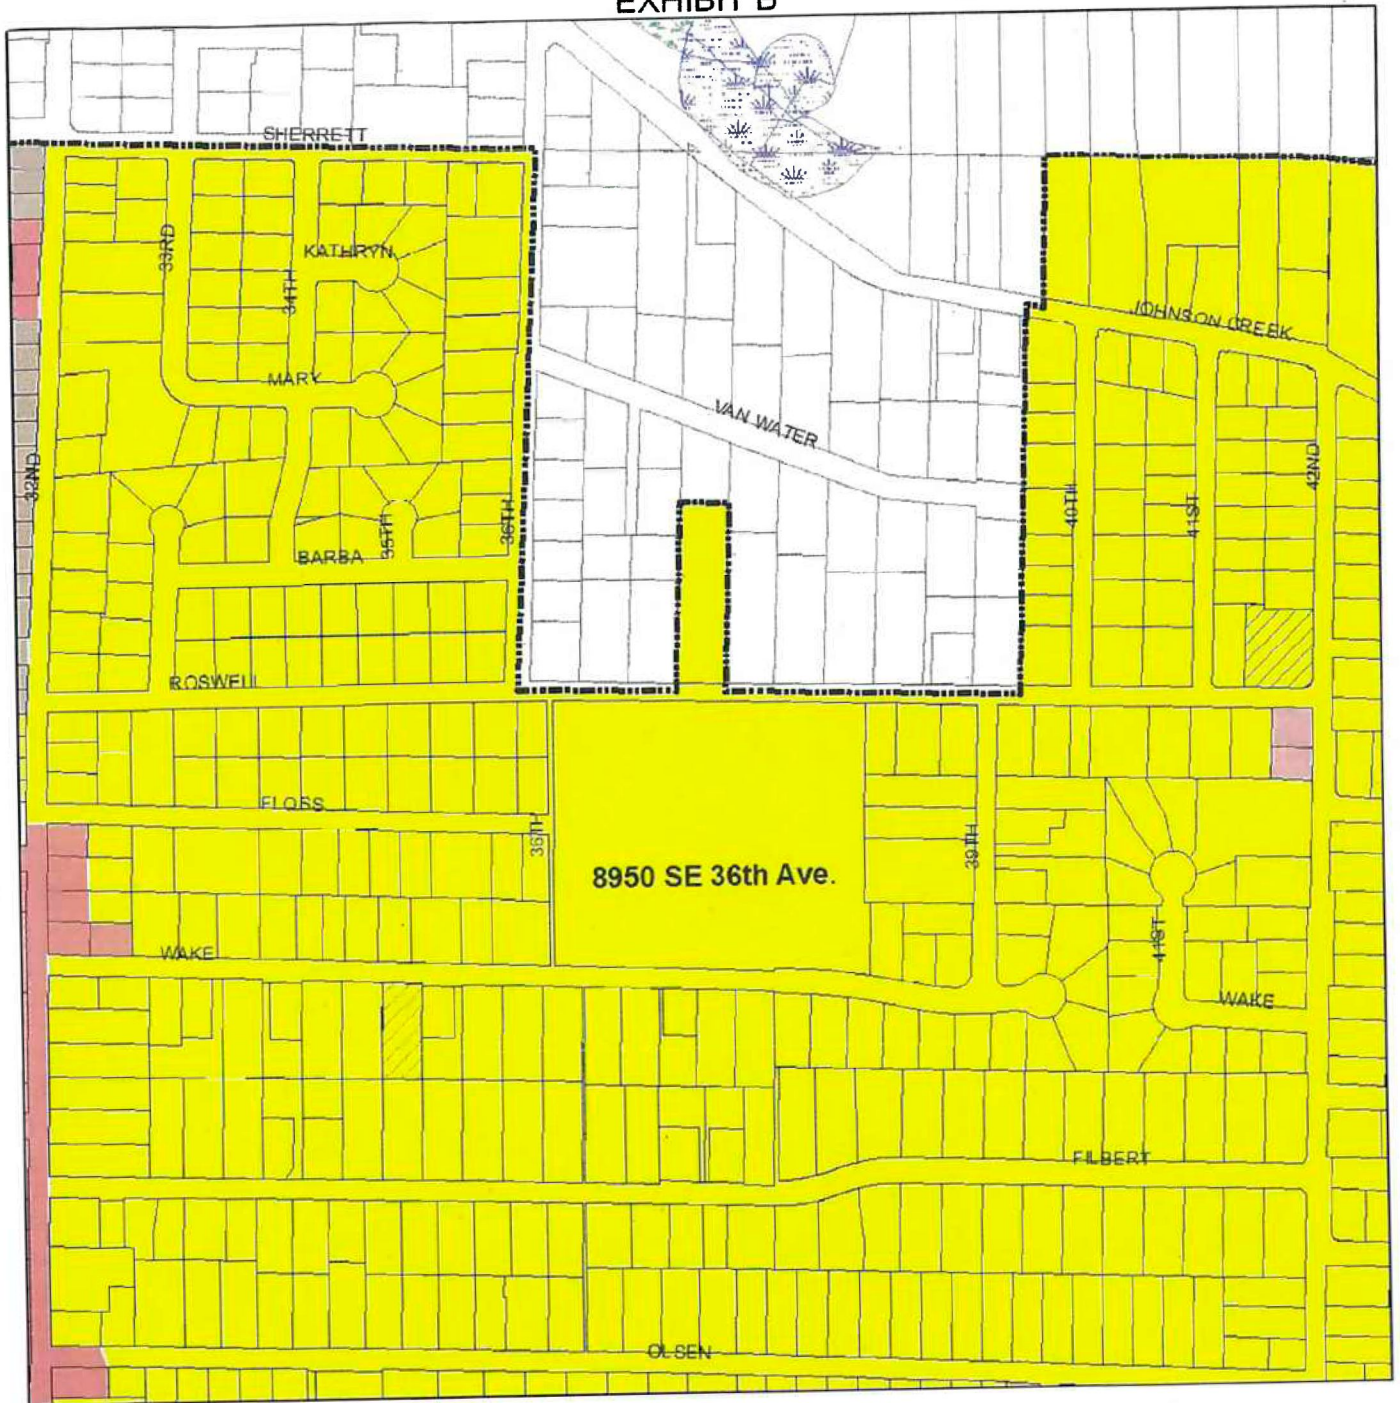 EXHIBIT B
SHERRETT
33RD
KATHRYN
34TH
JOHNSON CREEK
MARY
VAN WATER
32ND
42ND
36TH
40TH
41ST
35TH
BARBA
ROSWELL
FLOSS
36TH
39TH
8950 SE 36th Ave.
41ST
WAKE
WAKE
FILBERT
OLSEN